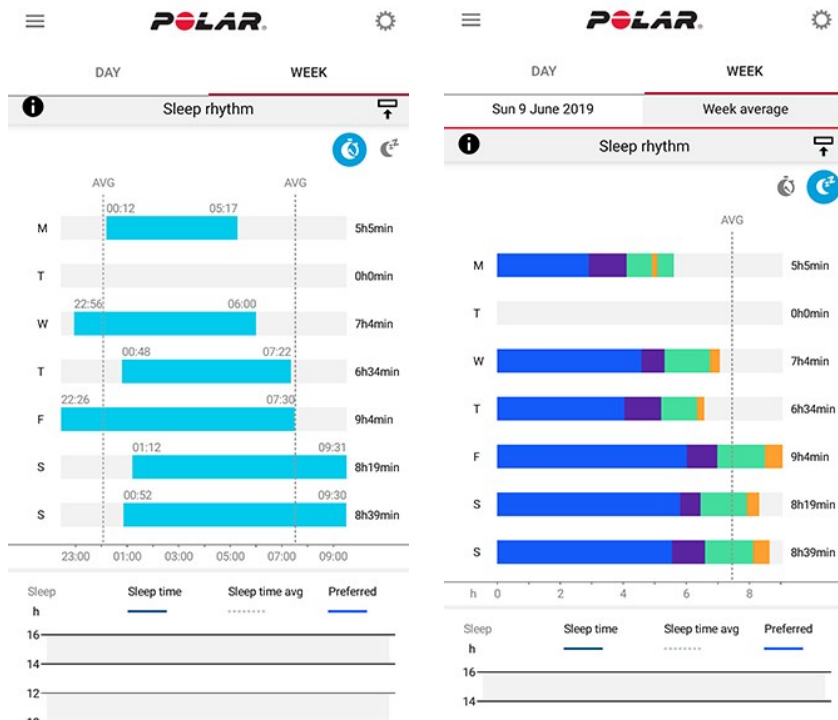 POLAR
DAY WEEK
Sleep rhythm
AVG AVG
00:12 05:17
M 5h5min
T 0h0min
22:56 06:00
W 7h4min
00:48 07:22
T 6h34min
22:26 07:30
F 9h4min
01:12 09:31
S 8h19min
00:52 09:30
S 8h39min
23:00 01:00 03:00 05:00 07:00 09:00
Sleep Sleep time Sleep time avg Preferred
h
16
14
12
POLAR
DAY WEEK
Sun 9 June 2019 Week average
Sleep rhythm
AVG
M 5h5min
T 0h0min
W 7h4min
T 6h34min
F 9h4min
S 8h19min
S 8h39min
h 0 2 4 6 8
Sleep Sleep time Sleep time avg Preferred
h
16
14